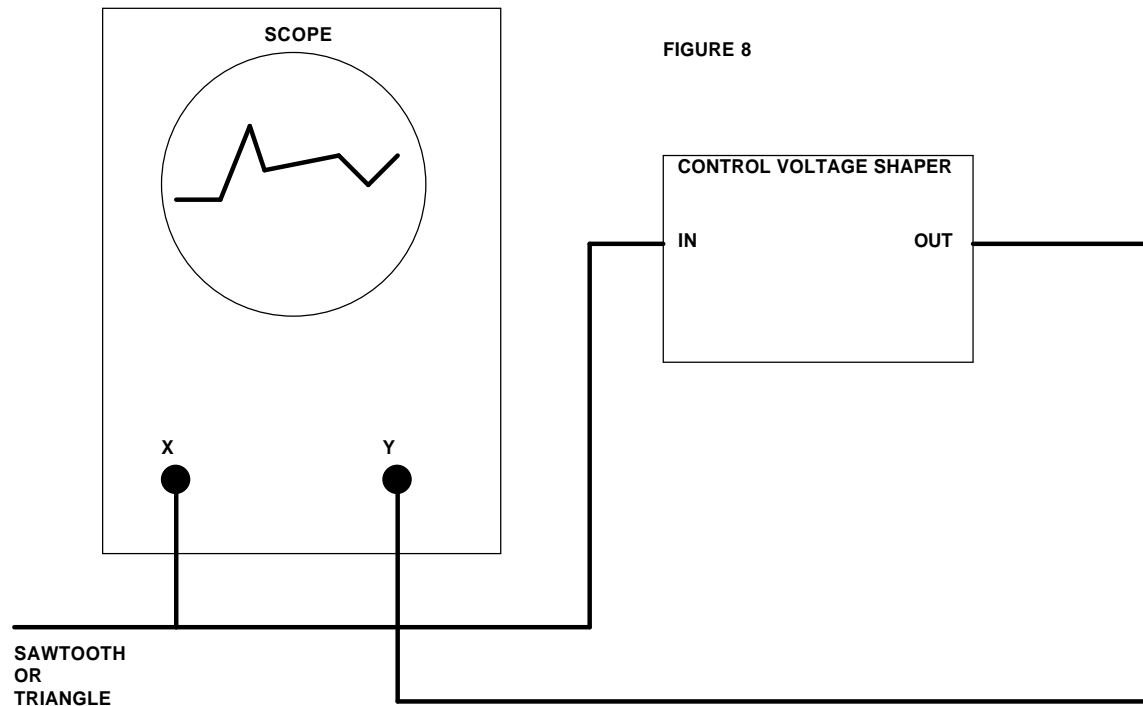 SCOPE
FIGURE 8
CONTROL VOLTAGE SHAPER
IN
OUT
X
Y
SAWTOOTH
OR
TRIANGLE